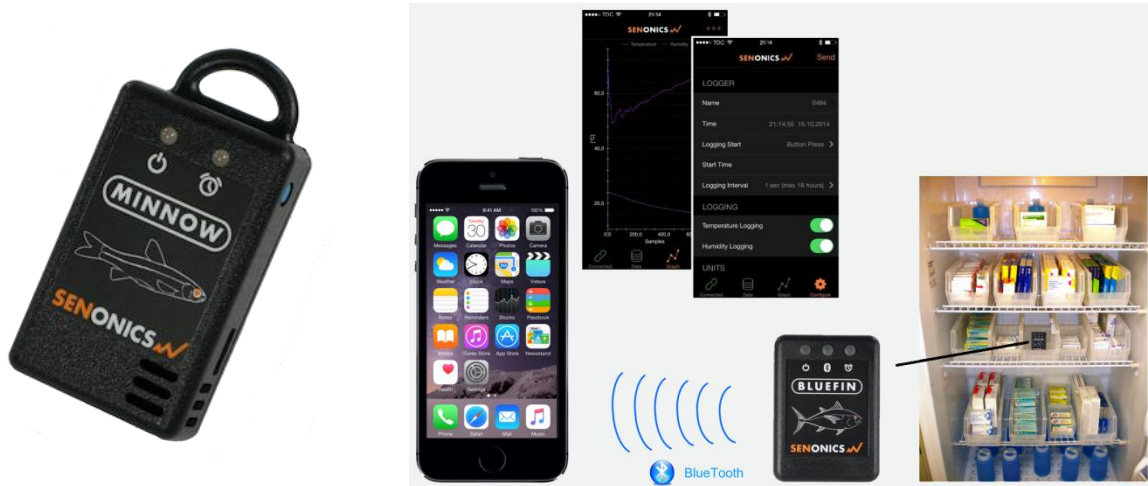 MINNOW
SENONICS
TDC 21:14
SENONICS
Temperature Humidity
[°C]
60,0
40,0
20,0
0,0 200,0 400,0
Samples
Connected Data Graph
TDC 21:14
SENONICS Send
LOGGER
Name 0484
Time 21:14:55 15.10.2014
Logging Start Button Press
Start Time
Logging Interval 1 sec (max 18 hours)
LOGGING
Temperature Logging
Humidity Logging
UNITS
Connected Data Graph Configure
9:41 AM 100%
Tuesday
30
Messages Calendar Photos Camera
Weather Clock Maps Videos
Notes Reminders Stocks Passbook
iBooks iTunes Store App Store Newsstand
Health Settings
Phone Safari Mail Music
BlueTooth
BLUEFIN
SENONICS